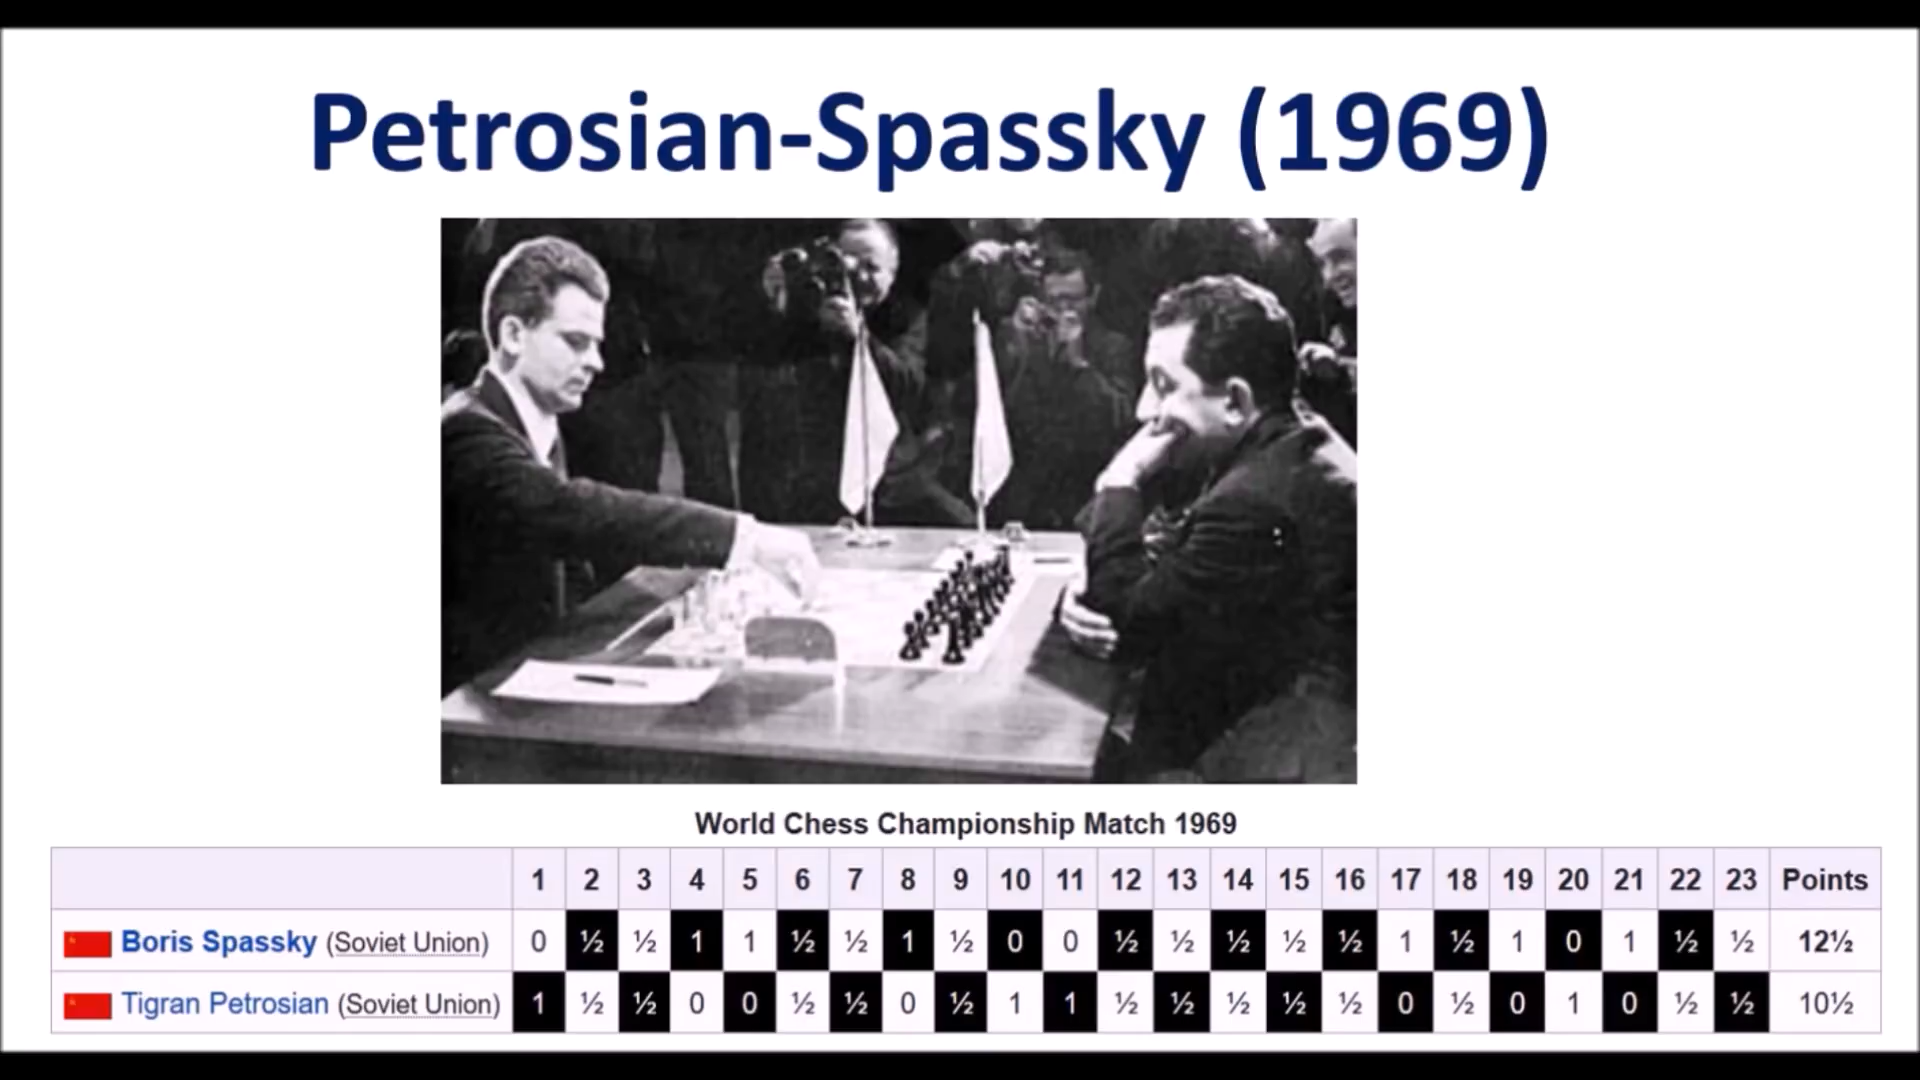 Petrosian-Spassky (1969)
World Chess Championship Match 1969
1 2 3 4 5 6 7 8 9 10 11 12 13 14 15 16 17 18 19 20 21 22 23 Points
Boris Spassky (Soviet Union) 0 ½ ½ 1 1 ½ ½ 1 ½ 0 0 ½ ½ ½ ½ ½ 1 ½ 1 0 1 ½ ½ 12½
Tigran Petrosian (Soviet Union) 1 ½ ½ 0 0 ½ ½ 0 ½ 1 1 ½ ½ ½ ½ ½ 0 ½ 0 1 0 ½ ½ 10½